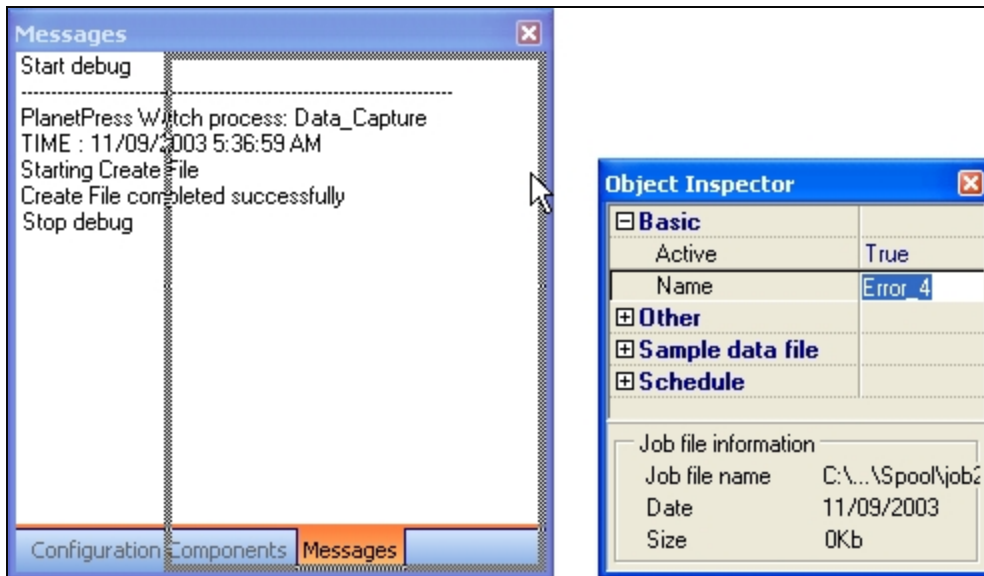 Messages
Start debug
PlanetPress Watch process: Data_Capture
TIME : 11/09/2003 5:36:59 AM
Starting Create File
Create File completed successfully
Stop debug
Configuration Components Messages
Object Inspector
Basic
Active True
Name Error_4
Other
Sample data file
Schedule
Job file information
Job file name C:\...\Spool\job2
Date 11/09/2003
Size 0Kb